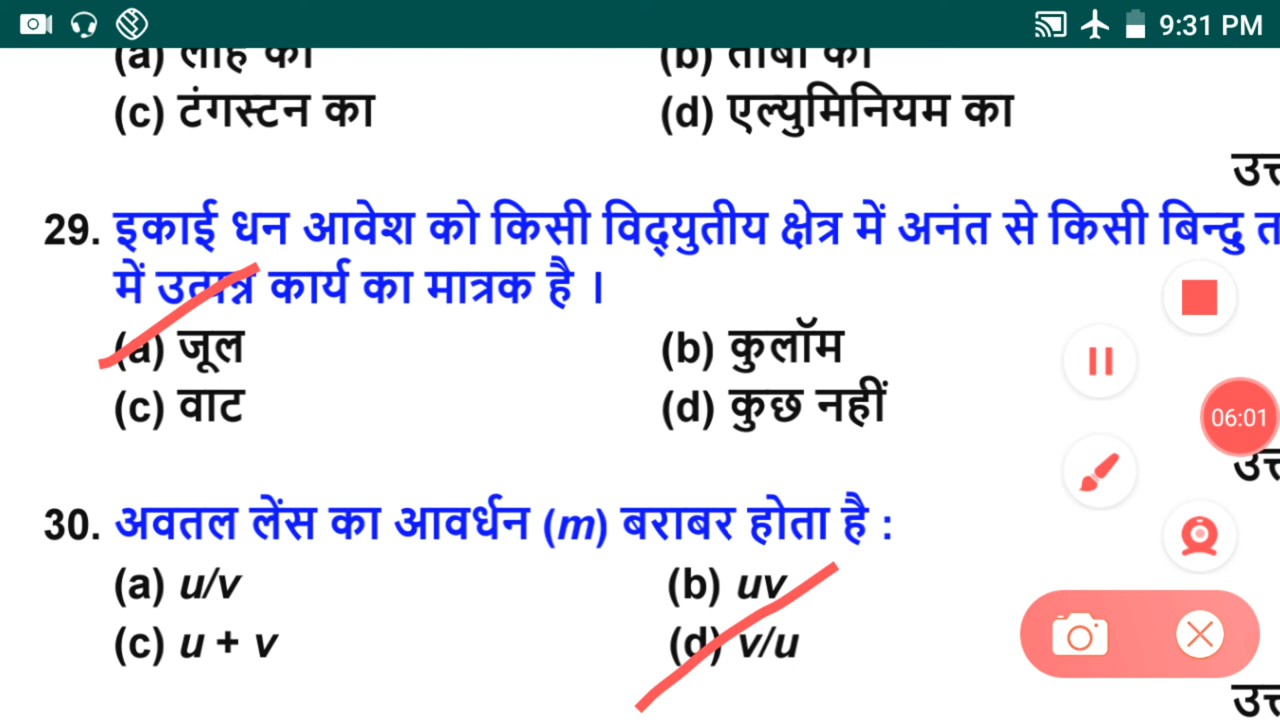 9:31 PM
(a) लोहे का (b) ताँबा का
(c) टंगस्टन का (d) एल्युमिनियम का
29. इकाई धन आवेश को किसी विद्युतीय क्षेत्र में अनंत से किसी बिन्दु
में उत्पन्न कार्य का मात्रक है ।
(a) जूल (b) कुलॉम
(c) वाट (d) कुछ नहीं
06:01
30. अवतल लेंस का आवर्धन (m) बराबर होता है :
(a) u/v (b) uv
(c) u + v (d) v/u